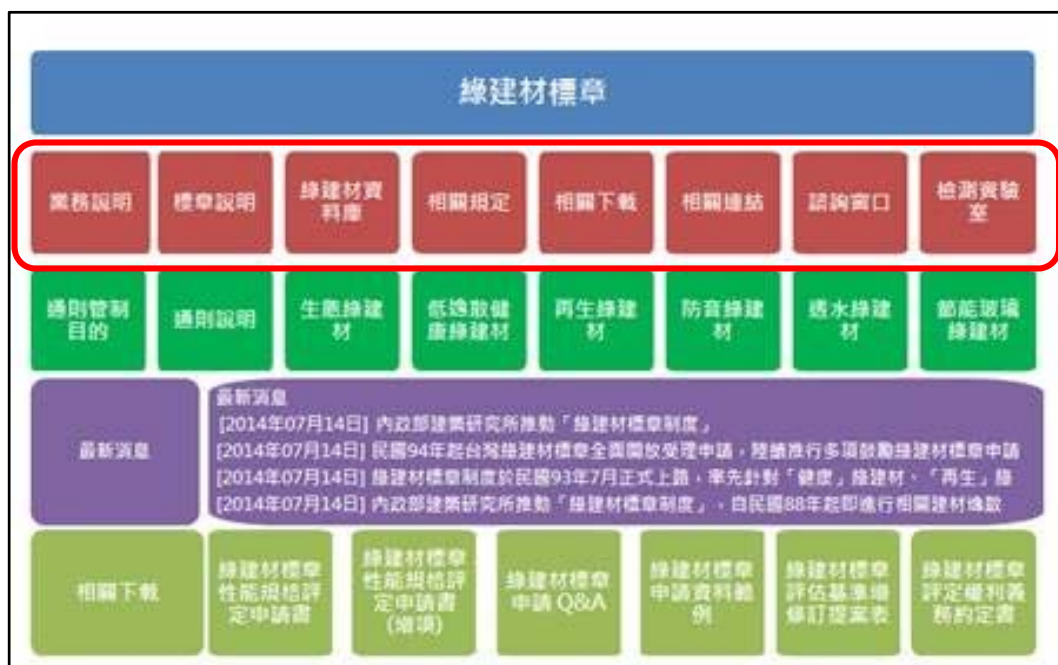 綠建材標章
業務說明
標章說明
綠建材資
料庫
相關規定
相關下載
相關連結
諮詢窗口
檢測實驗
室
通則管制
目的
通則說明
生態綠建
材
低逸散健
康綠建材
再生綠建
材
防音綠建
材
透水綠建
材
節能玻璃
綠建材
最新消息
最新消息
[2014年07月14日] 內政部建築研究所推動「綠建材標章制度」
[2014年07月14日] 民國94年起台灣綠建材標章全面開放受理申請，陸續推行多項鼓勵綠建材標章申請
[2014年07月14日] 綠建材標章制度於民國93年7月正式上路，率先針對「健康」綠建材、「再生」綠
[2014年07月14日] 內政部建築研究所推動「綠建材標章制度」，自民國88年起即進行相關建材逸散
相關下載
綠建材標章
性能規格評
定申請書
綠建材標章
性能規格評
定申請書
(增項)
綠建材標章
申請 Q&A
綠建材標章
申請資料範
例
綠建材標章
評估基準增
修訂提案表
綠建材標章
評定權利義
務約定書